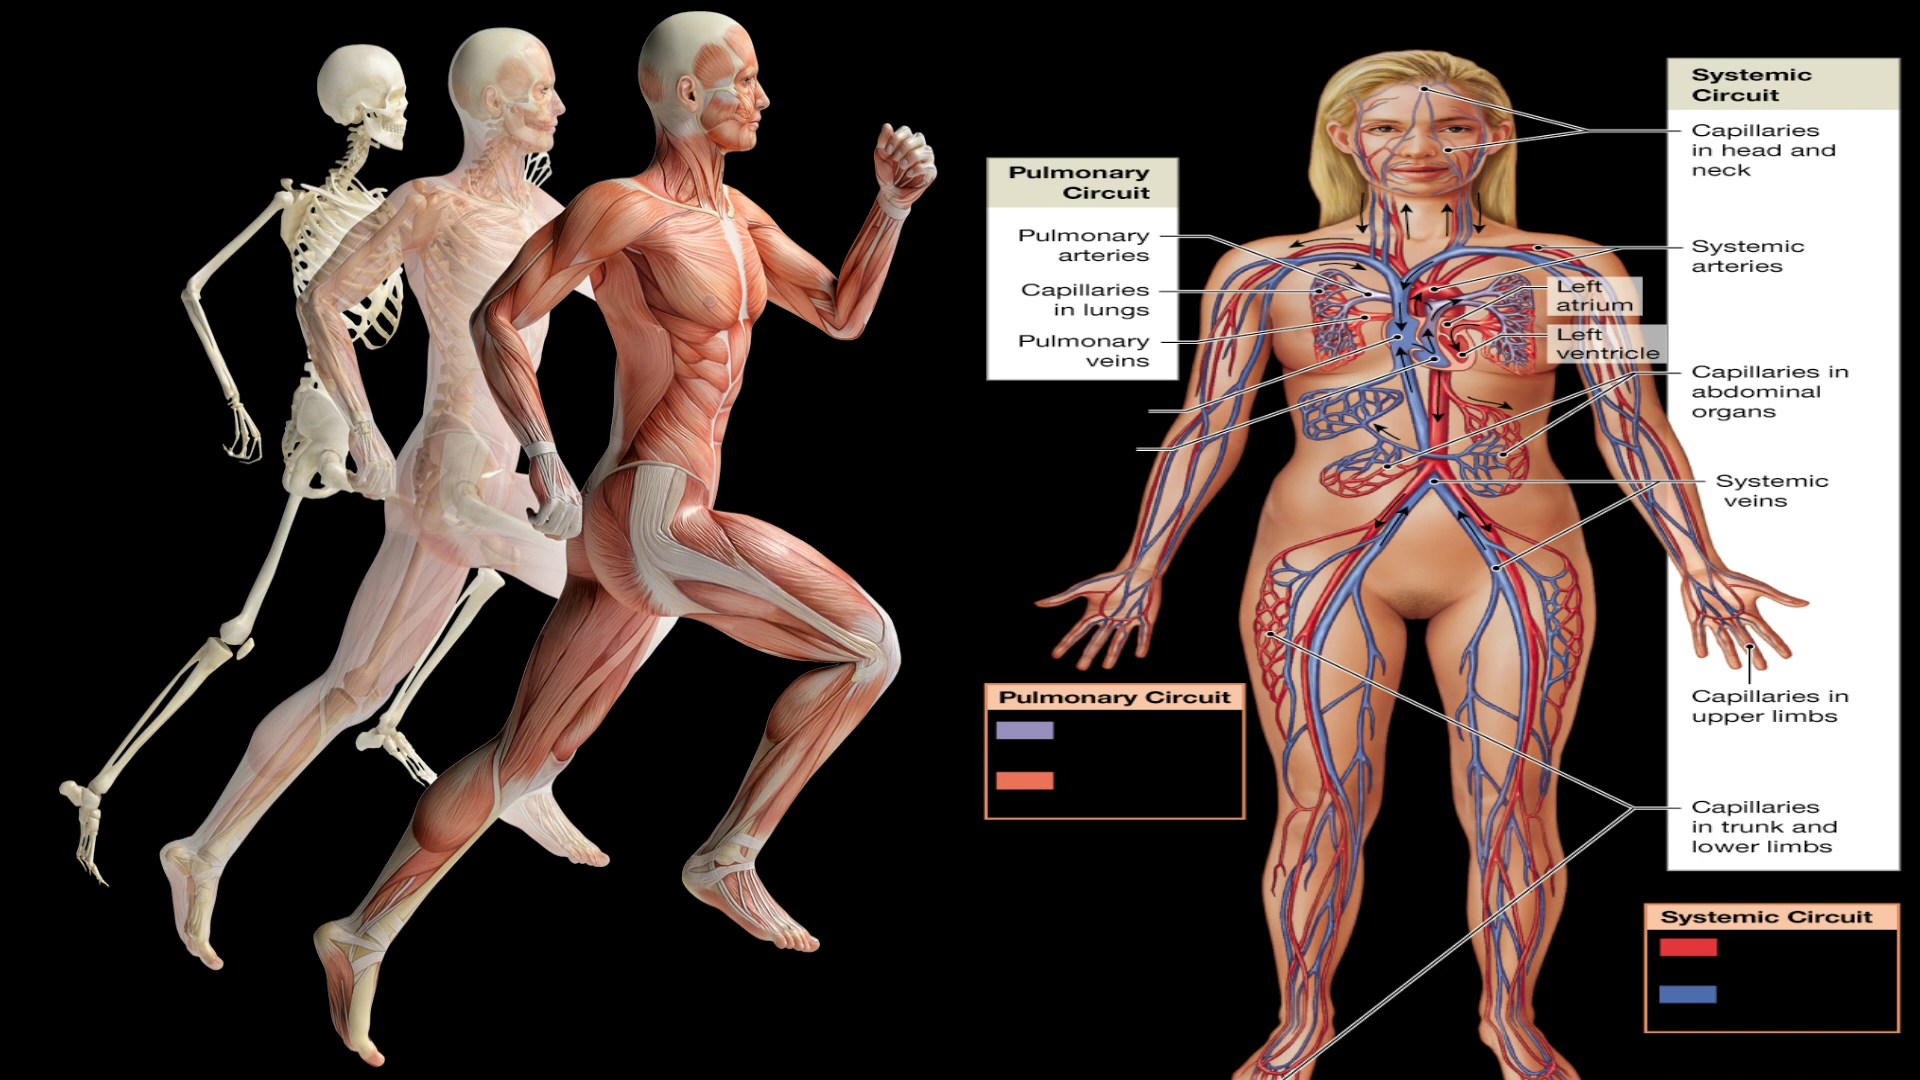 Pulmonary
Circuit
Pulmonary
arteries
Capillaries
in lungs
Pulmonary
veins
Pulmonary Circuit
Systemic
Circuit
Capillaries
in head and
neck
Systemic
arteries
Left
atrium
Left
ventricle
Capillaries in
abdominal
organs
Systemic
veins
Capillaries in
upper limbs
Capillaries
in trunk and
lower limbs
Systemic Circuit